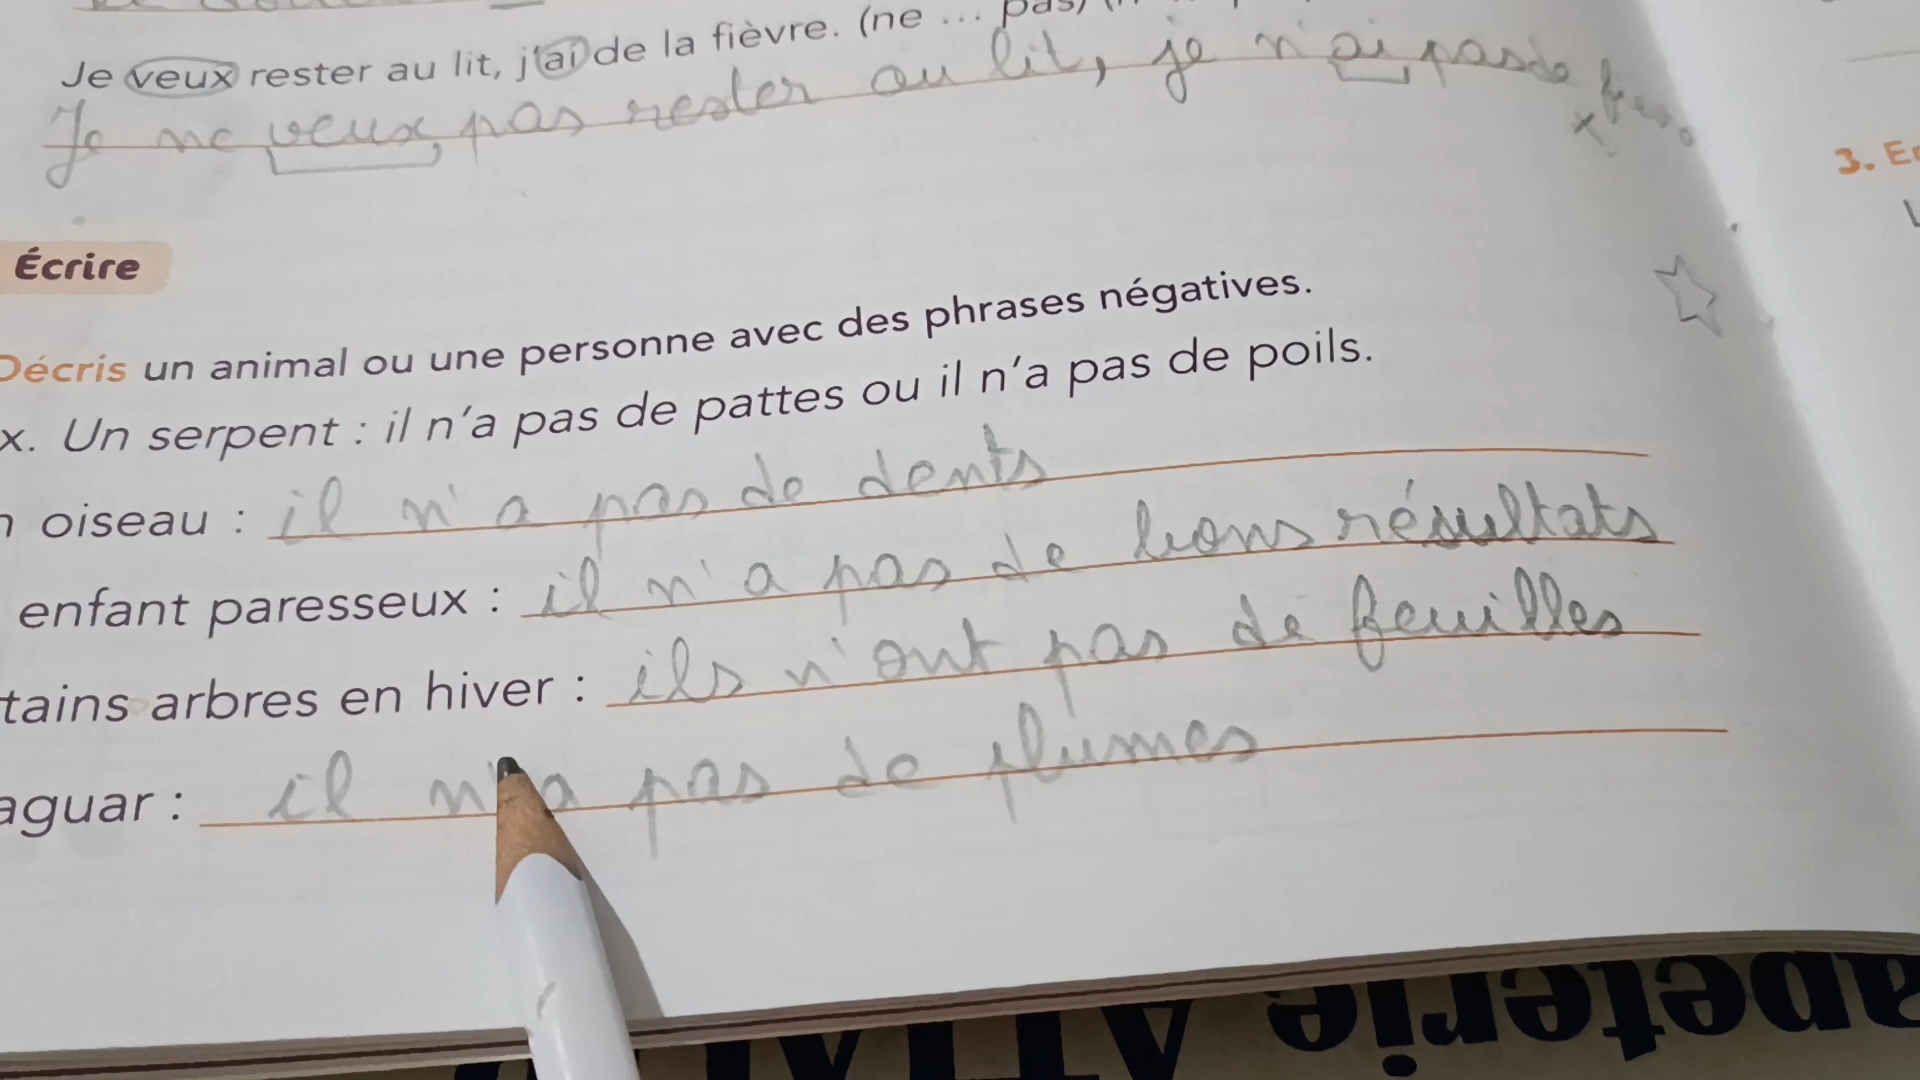 Je veux rester au lit, j'ai de la fièvre. (ne ... pas)
Je ne veux pas rester au lit, je n'ai pas de
x
Écrire
Décris un animal ou une personne avec des phrases négatives.
x. Un serpent : il n'a pas de pattes ou il n'a pas de poils.
n oiseau : il n'a pas de dents
enfant paresseux : il n'a pas de bons résultats
tains arbres en hiver : ils n'ont pas de feuilles
aguar : il n'a pas de plumes
3. En
apeterie